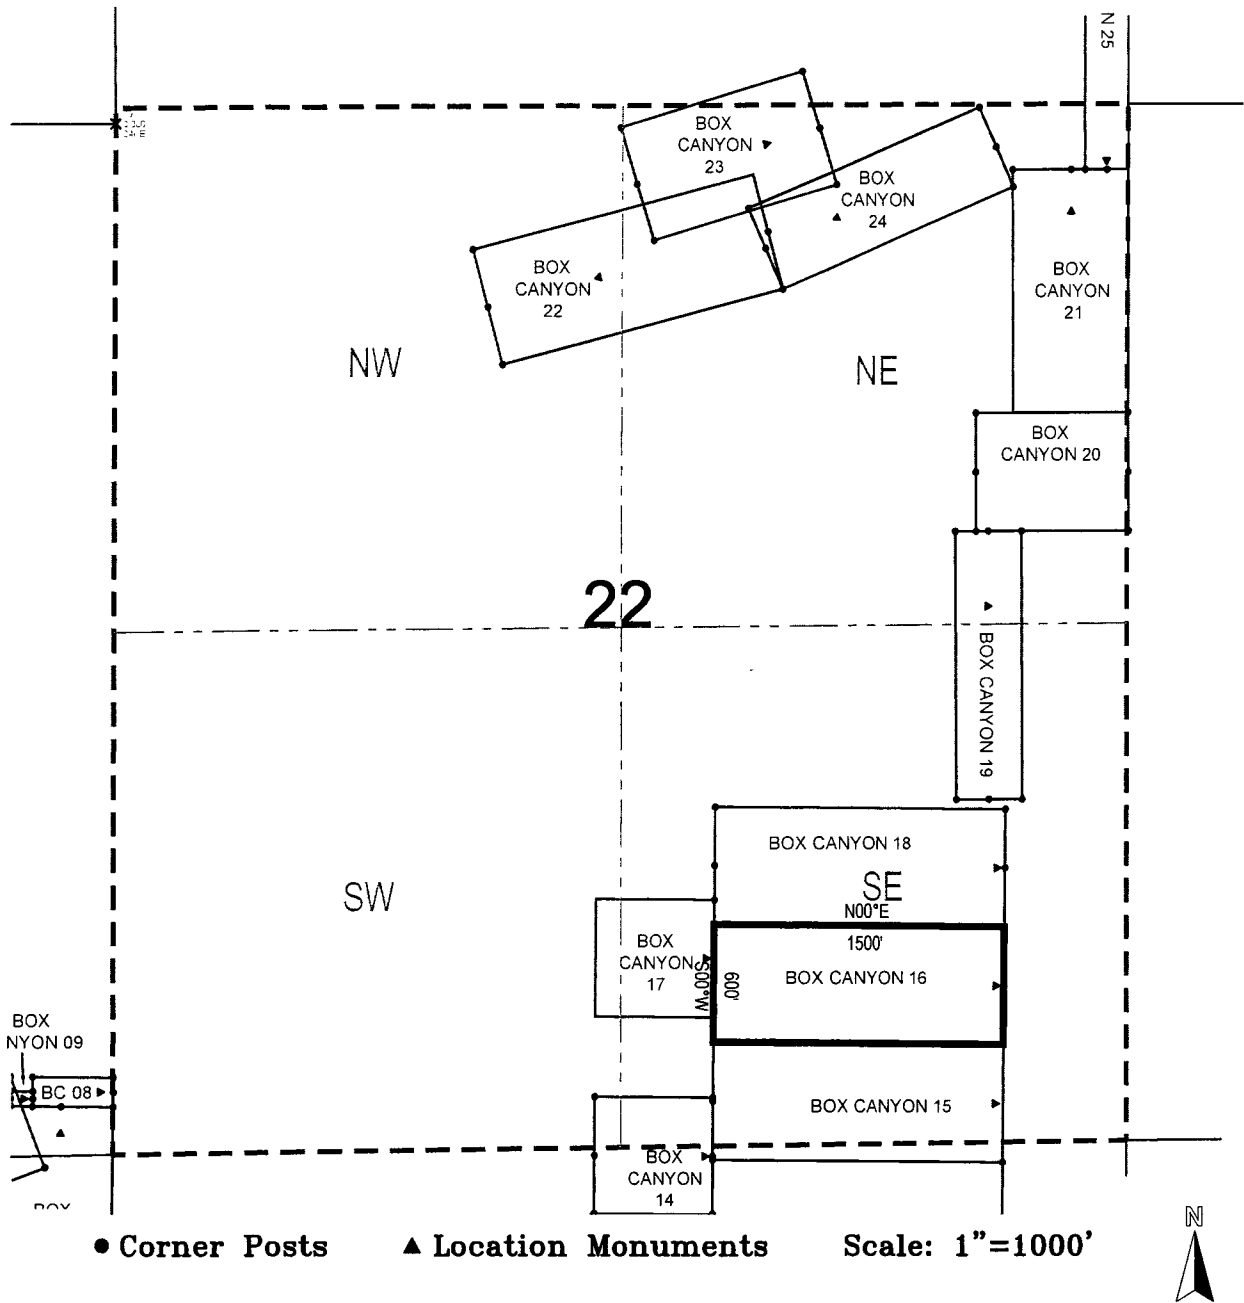 N 25
BOX
CANYON
23
BOX
CANYON
24
BOX
CANYON
22
BOX
CANYON
21
NW
NE
BOX
CANYON 20
22
BOX CANYON 19
BOX CANYON 18
SE
SW
N00°E
1500'
BOX
CANYON
17
S00°W
600'
BOX CANYON 16
BOX
NYON 09
BC 08
BOX CANYON 15
BOX
CANYON
14
BOX
N
Corner Posts
Location Monuments
Scale: 1"=1000'